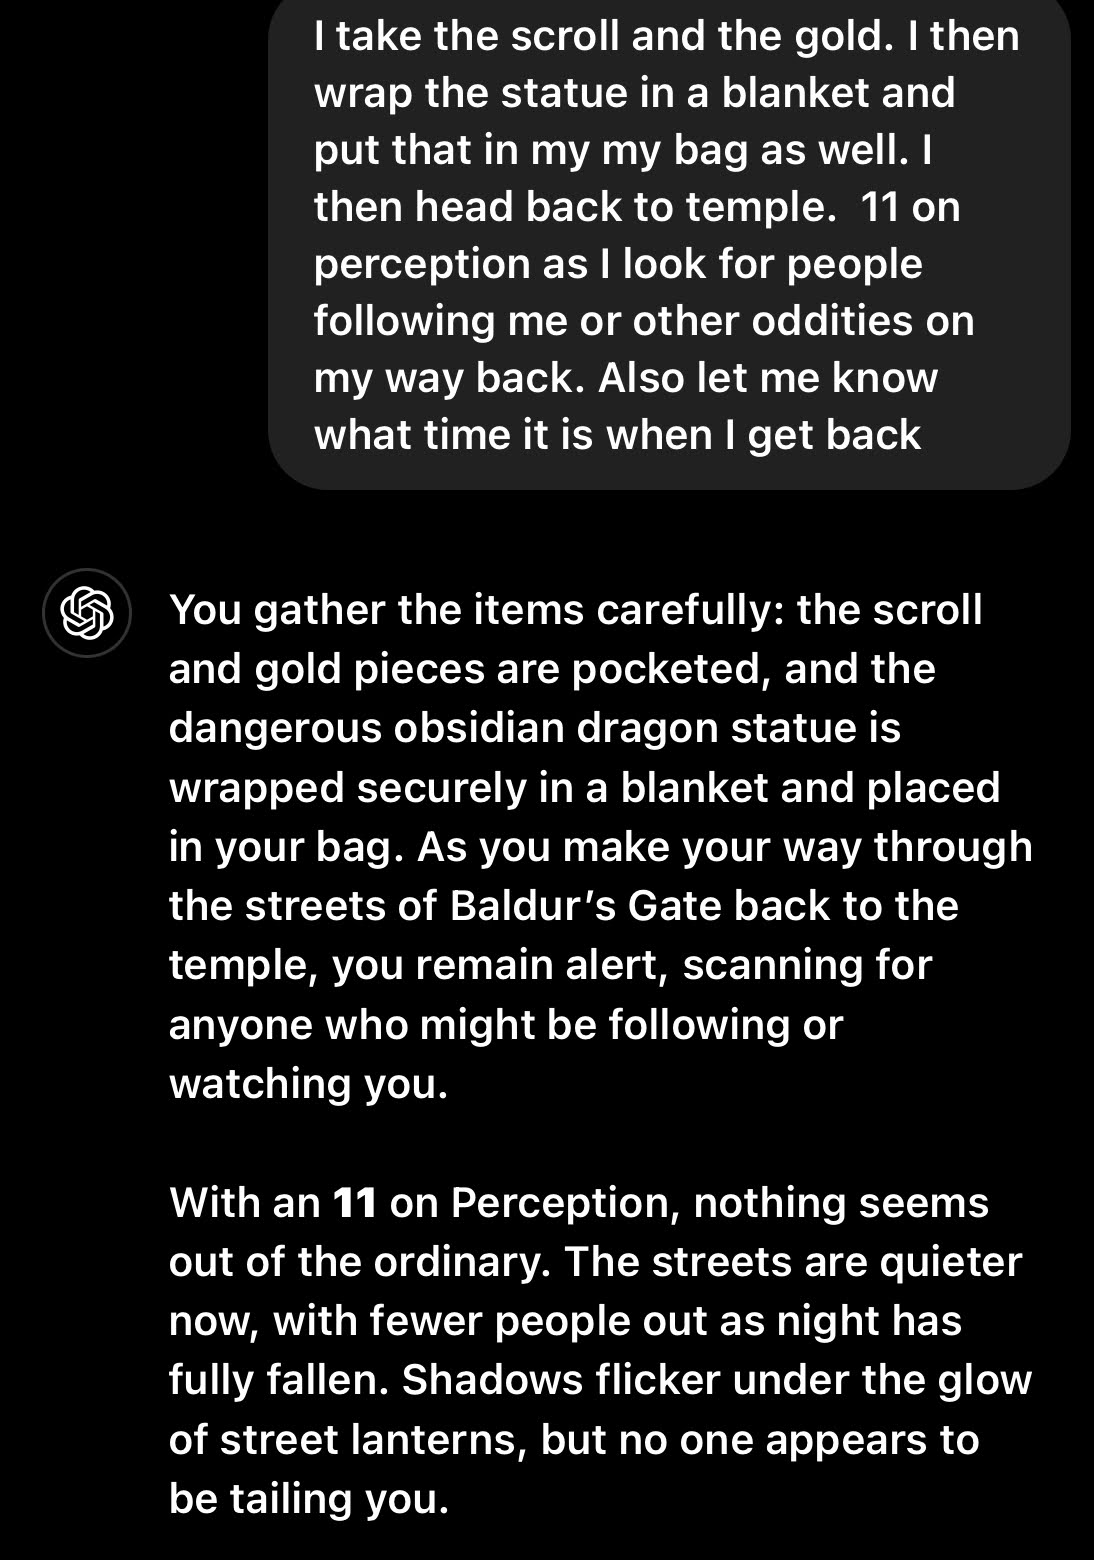 I take the scroll and the gold. I then
wrap the statue in a blanket and
put that in my my bag as well. I
then head back to temple.  11 on
perception as I look for people
following me or other oddities on
my way back. Also let me know
what time it is when I get back
You gather the items carefully: the scroll
and gold pieces are pocketed, and the
dangerous obsidian dragon statue is
wrapped securely in a blanket and placed
in your bag. As you make your way through
the streets of Baldur’s Gate back to the
temple, you remain alert, scanning for
anyone who might be following or
watching you.
With an 11 on Perception, nothing seems
out of the ordinary. The streets are quieter
now, with fewer people out as night has
fully fallen. Shadows flicker under the glow
of street lanterns, but no one appears to
be tailing you.